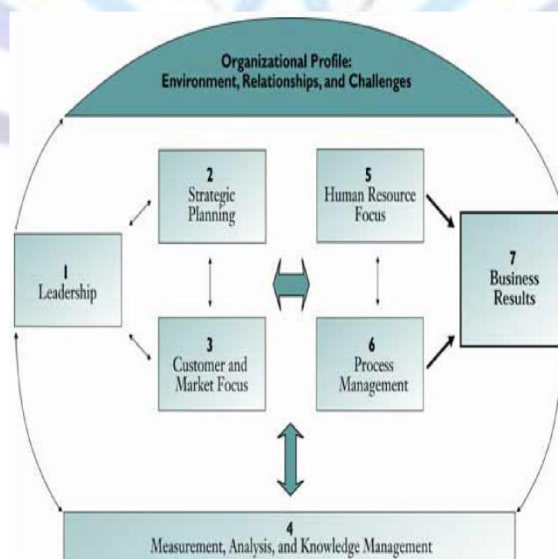 Organizational Profile:
Environment, Relationships, and Challenges
2
Strategic
Planning
5
Human Resource
Focus
1
Leadership
7
Business
Results
3
Customer and
Market Focus
6
Process
Management
4
Measurement, Analysis, and Knowledge Management